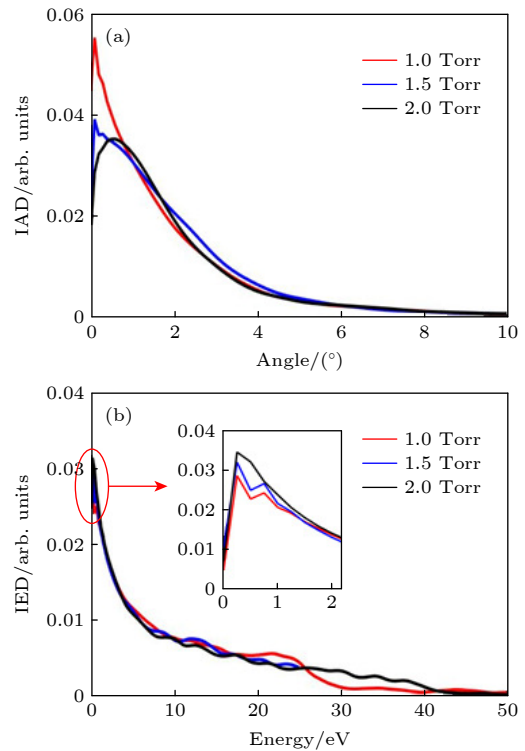 0.06
(a)
1.0 Torr
1.5 Torr
2.0 Torr
0.04
IAD/arb. units
0.02
0
0 2 4 6 8 10
Angle/(°)
0.04
(b)
0.04
1.0 Torr
1.5 Torr
2.0 Torr
0.03
0.03
0.02
IED/arb. units
0.02
0.01
0
0 1 2
0.01
0
0 10 20 30 40 50
Energy/eV